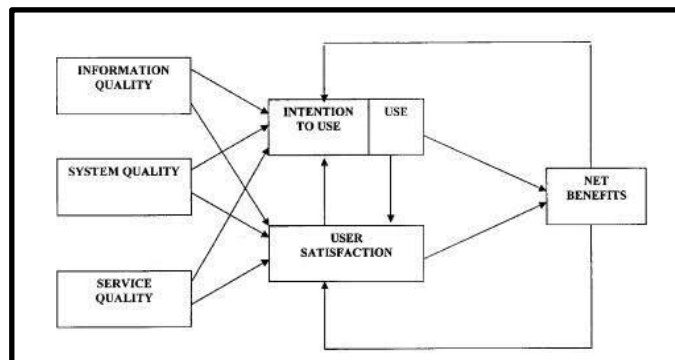 INFORMATION
QUALITY
INTENTION
TO USE
USE
SYSTEM QUALITY
NET
BENEFITS
USER
SATISFACTION
SERVICE
QUALITY